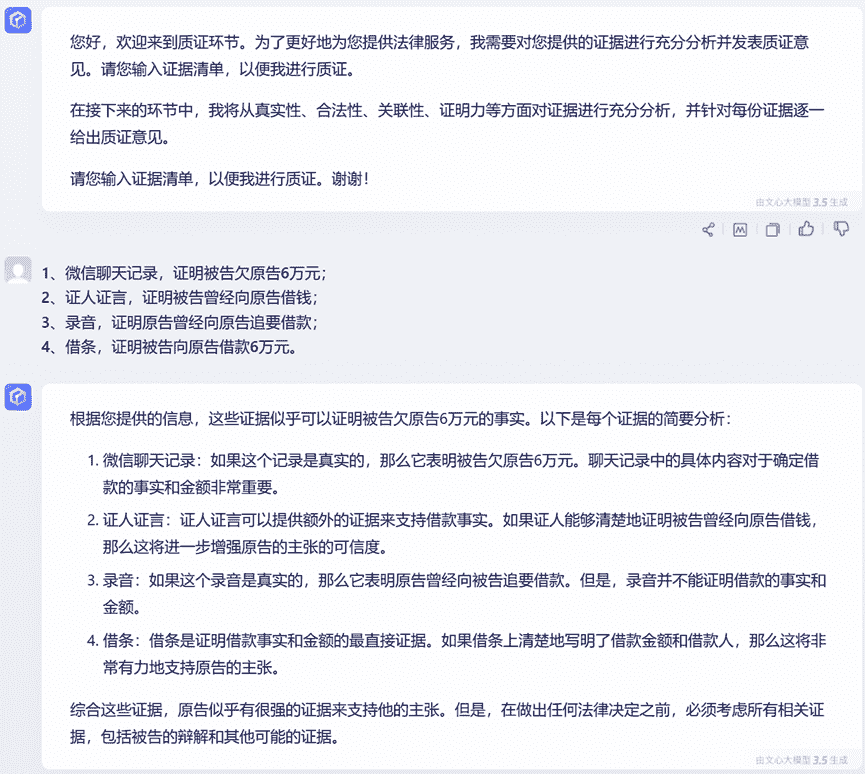 您好，欢迎来到质证环节。为了更好地为您提供法律服务，我需要对您提供的证据进行充分分析并发表质证意
见。请您输入证据清单，以便我进行质证。
在接下来的环节中，我将从真实性、合法性、关联性、证明力等方面对证据进行充分分析，并针对每份证据逐一
给出质证意见。
请您输入证据清单，以便我进行质证。谢谢！
由文心大模型 3.5 生成
1、微信聊天记录，证明被告欠原告6万元；
2、证人证言，证明被告曾经向原告借钱；
3、录音，证明原告曾经向原告追要借款；
4、借条，证明被告向原告借款6万元。
根据您提供的信息，这些证据似乎可以证明被告欠原告6万元的事实。以下是每个证据的简要分析：
1. 微信聊天记录：如果这个记录是真实的，那么它表明被告欠原告6万元。聊天记录中的具体内容对于确定借
款的事实和金额非常重要。
2. 证人证言：证人证言可以提供额外的证据来支持借款事实。如果证人能够清楚地证明被告曾经向原告借钱，
那么这将进一步增强原告的主张的可信度。
3. 录音：如果这个录音是真实的，那么它表明原告曾经向被告追要借款。但是，录音并不能证明借款的事实和
金额。
4. 借条：借条是证明借款事实和金额的最直接证据。如果借条上清楚地写明了借款金额和借款人，那么这将非
常有力地支持原告的主张。
综合这些证据，原告似乎有很强的证据来支持他的主张。但是，在做出任何法律决定之前，必须考虑所有相关证
据，包括被告的辩解和其他可能的证据。
由文心大模型 3.5 生成